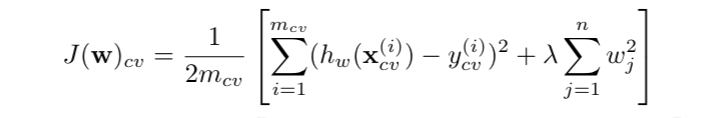 J(\mathbf{w})_{cv} = \frac{1}{2m_{cv}} \left[ \sum_{i=1}^{m_{cv}} (h_w(\mathbf{x}_{cv}^{(i)}) - y_{cv}^{(i)})^2 + \lambda \sum_{j=1}^{n} w_j^2 \right]